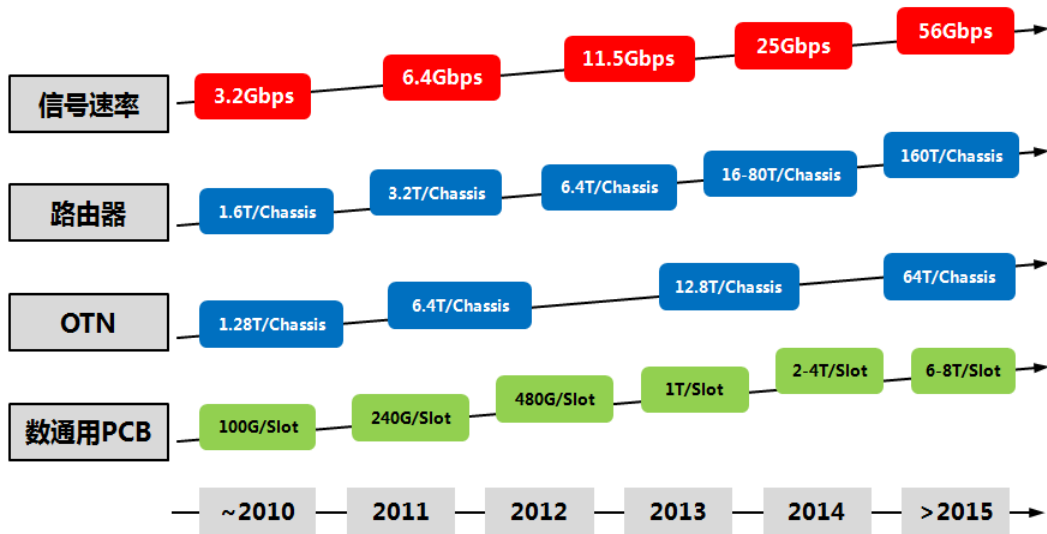 信号速率
3.2Gbps
6.4Gbps
11.5Gbps
25Gbps
56Gbps
路由器
1.6T/Chassis
3.2T/Chassis
6.4T/Chassis
16-80T/Chassis
160T/Chassis
OTN
1.28T/Chassis
6.4T/Chassis
12.8T/Chassis
64T/Chassis
数通用PCB
100G/Slot
240G/Slot
480G/Slot
1T/Slot
2-4T/Slot
6-8T/Slot
~2010
2011
2012
2013
2014
>2015